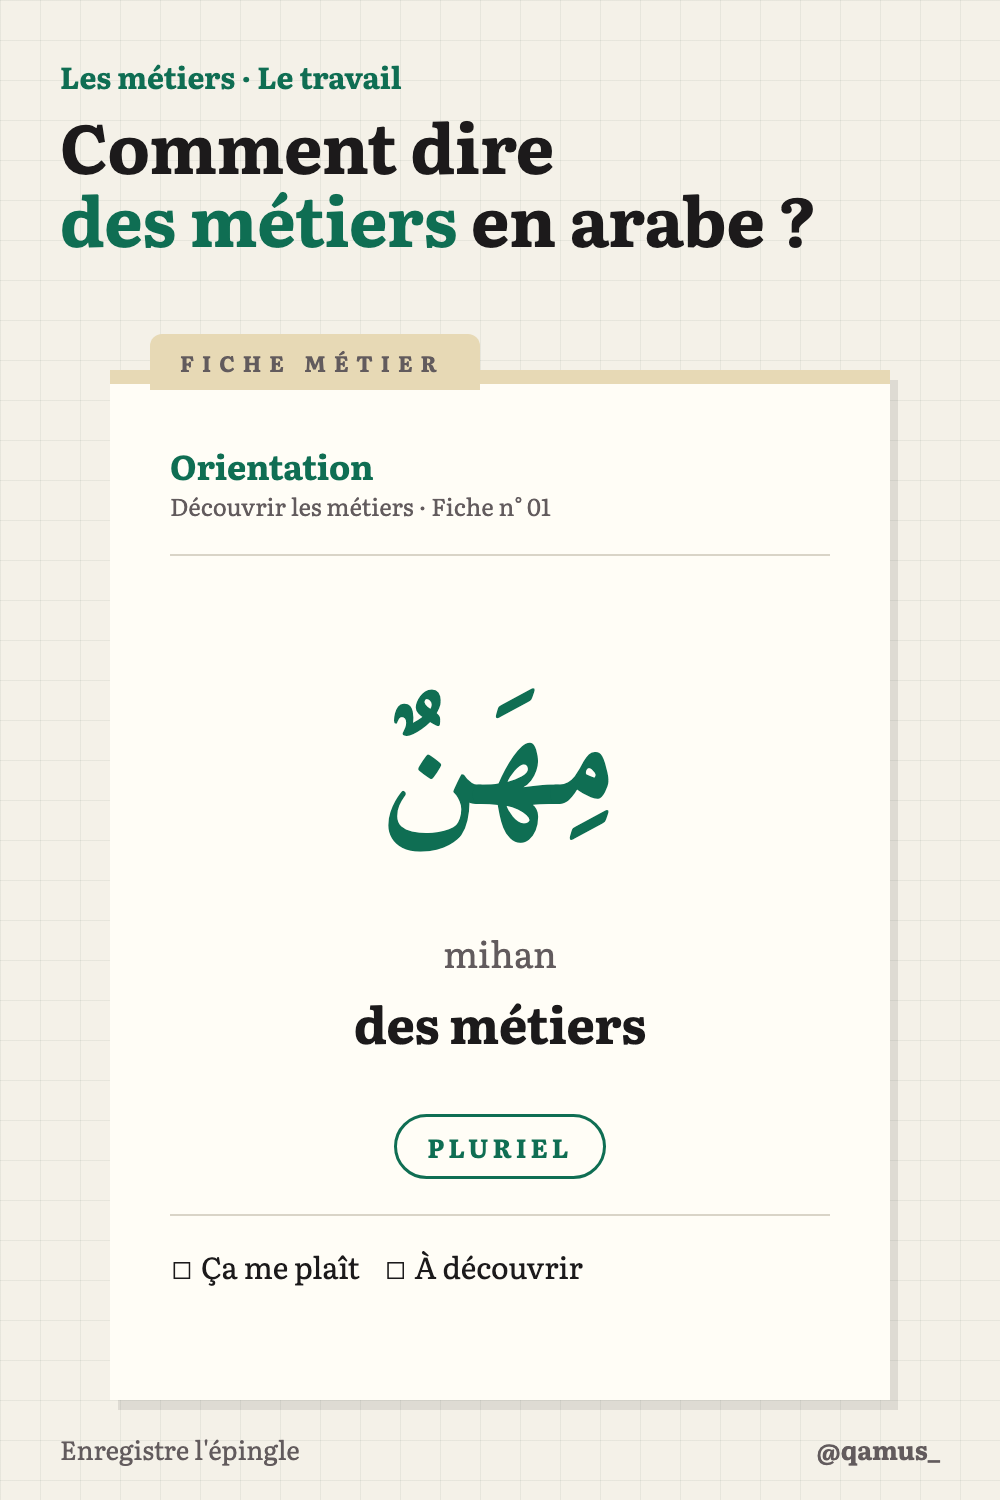 Les métiers · Le travail
Comment dire
des métiers en arabe ?
FICHE MÉTIER
Orientation
Découvrir les métiers · Fiche n° 01
مِهَنٌ
mihan
des métiers
PLURIEL
□ Ça me plaît □ À découvrir
Enregistre l'épingle
@qamus_